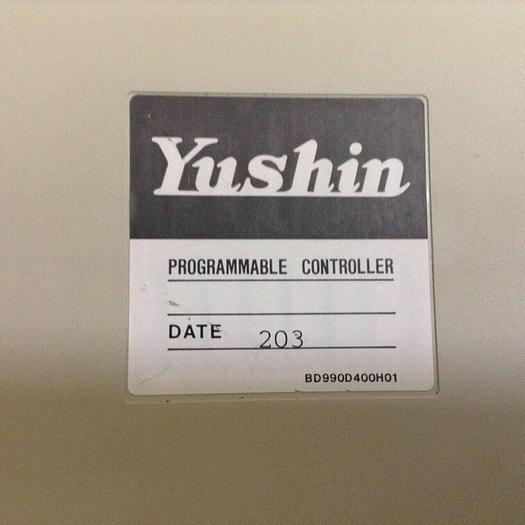 Yushin
PROGRAMMABLE CONTROLLER
DATE 203
BD990D400H01